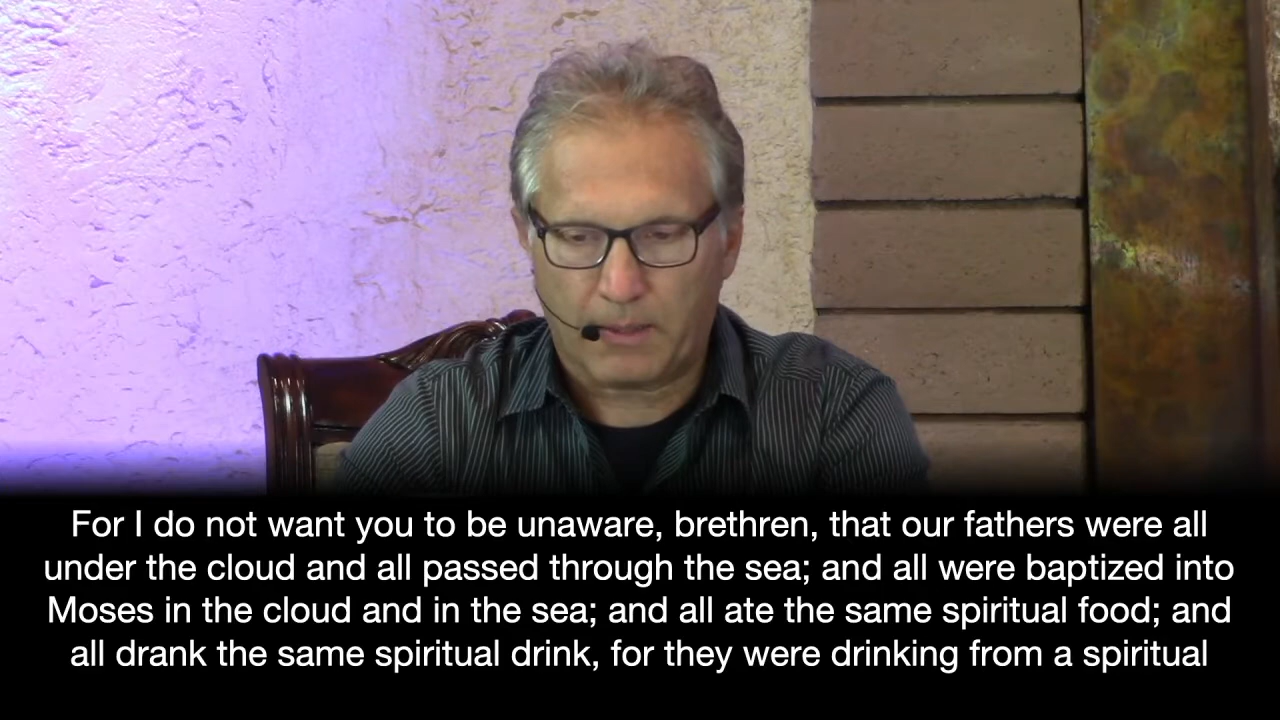 For I do not want you to be unaware, brethren, that our fathers were all
under the cloud and all passed through the sea; and all were baptized into
Moses in the cloud and in the sea; and all ate the same spiritual food; and
all drank the same spiritual drink, for they were drinking from a spiritual